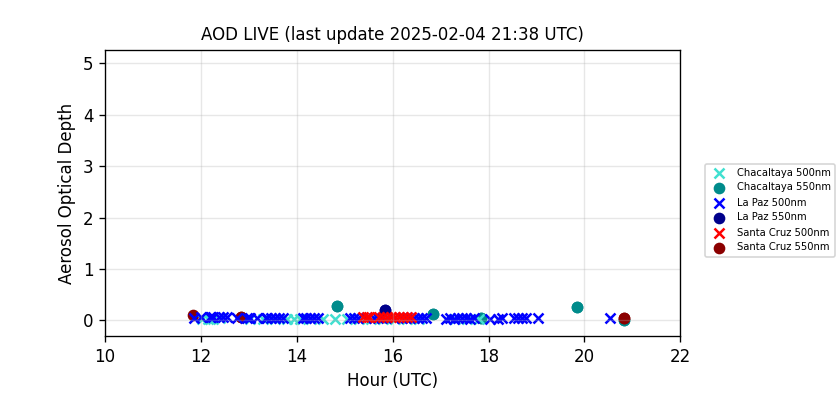 AOD LIVE (last update 2025-02-04 21:38 UTC)
Aerosol Optical Depth
5
4
3
2
1
0
10 12 14 16 18 20 22
Hour (UTC)
Chacaltaya 500nm
Chacaltaya 550nm
La Paz 500nm
La Paz 550nm
Santa Cruz 500nm
Santa Cruz 550nm